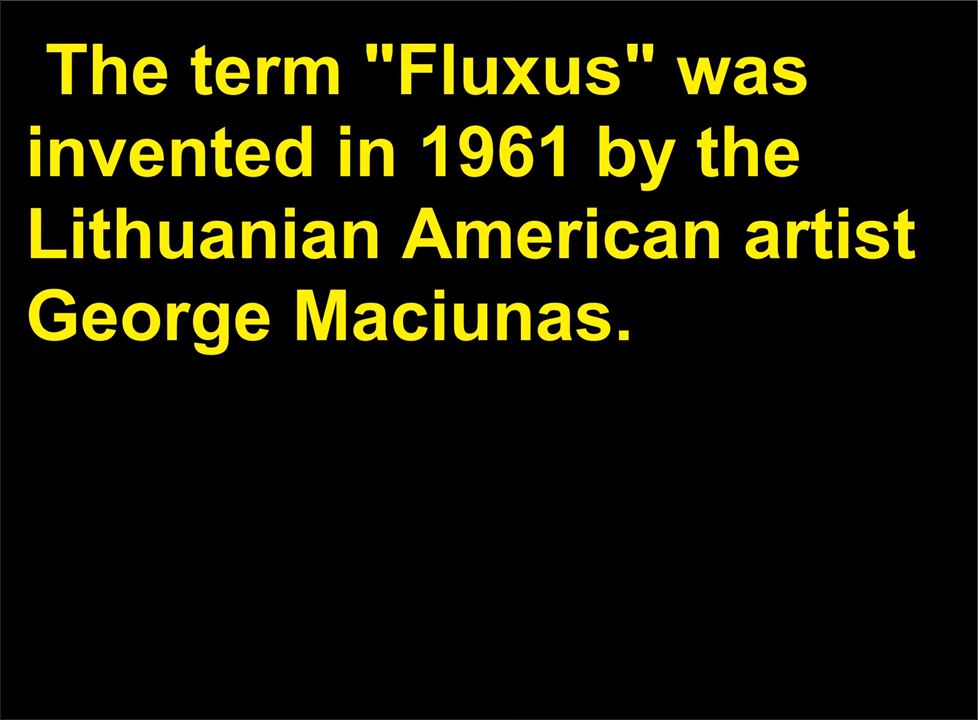 The term "Fluxus" was
invented in 1961 by the
Lithuanian American artist
George Maciunas.